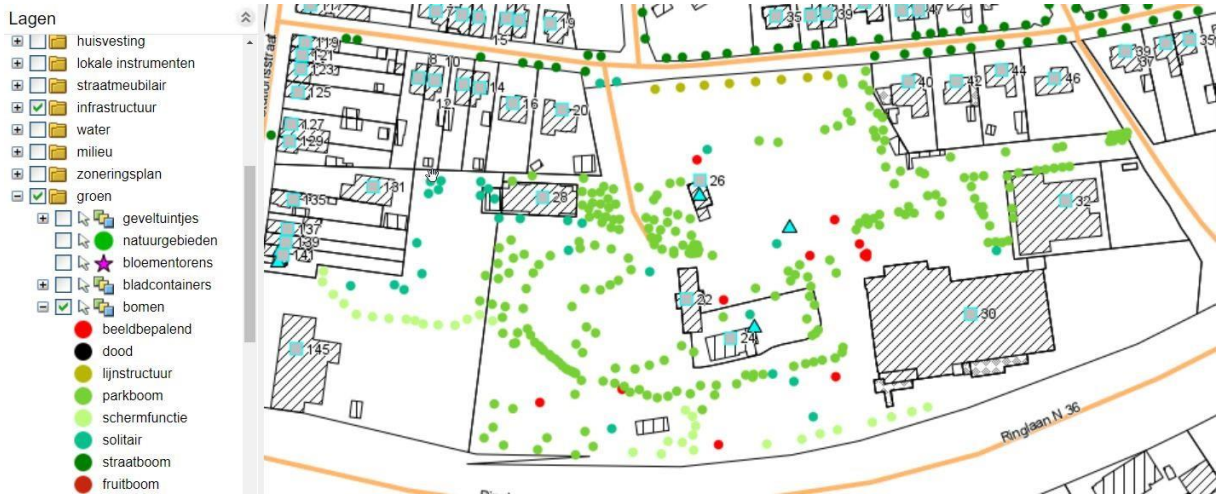 Lagen
huisvesting
lokale instrumenten
straatmeubilair
infrastructuur
water
milieu
zoneringsplan
groen
geveltuintjes
natuurgebieden
bloementorens
bladcontainers
bomen
beeldbepalend
dood
lijnstructuur
parkboom
schermfunctie
solitair
straatboom
fruitboom
15
19
35
39
47
119
121
123
125
127
129
131
135
137
139
141
145
8
10
12
14
16
20
28
26
22
24
30
32
40
42
44
46
39
37
Ringlaan N 36